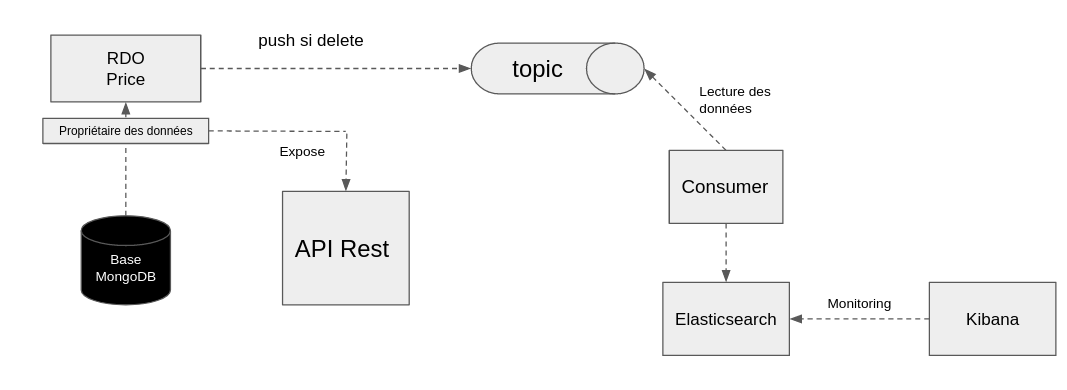 RDO
Price
push si delete
topic
Propriétaire des données
Expose
Lecture des
données
Consumer
API Rest
Base
MongoDB
Elasticsearch
Monitoring
Kibana